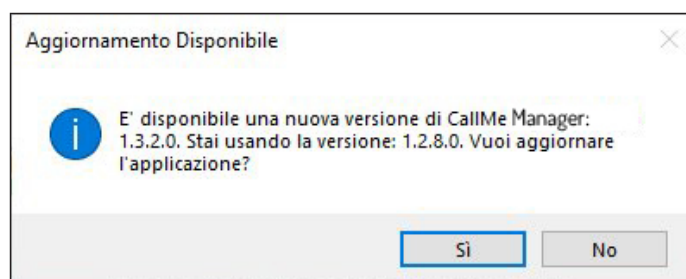 Aggiornamento Disponibile
E' disponibile una nuova versione di CallMe Manager:
1.3.2.0. Stai usando la versione: 1.2.8.0. Vuoi aggiornare
l'applicazione?
Sì
No